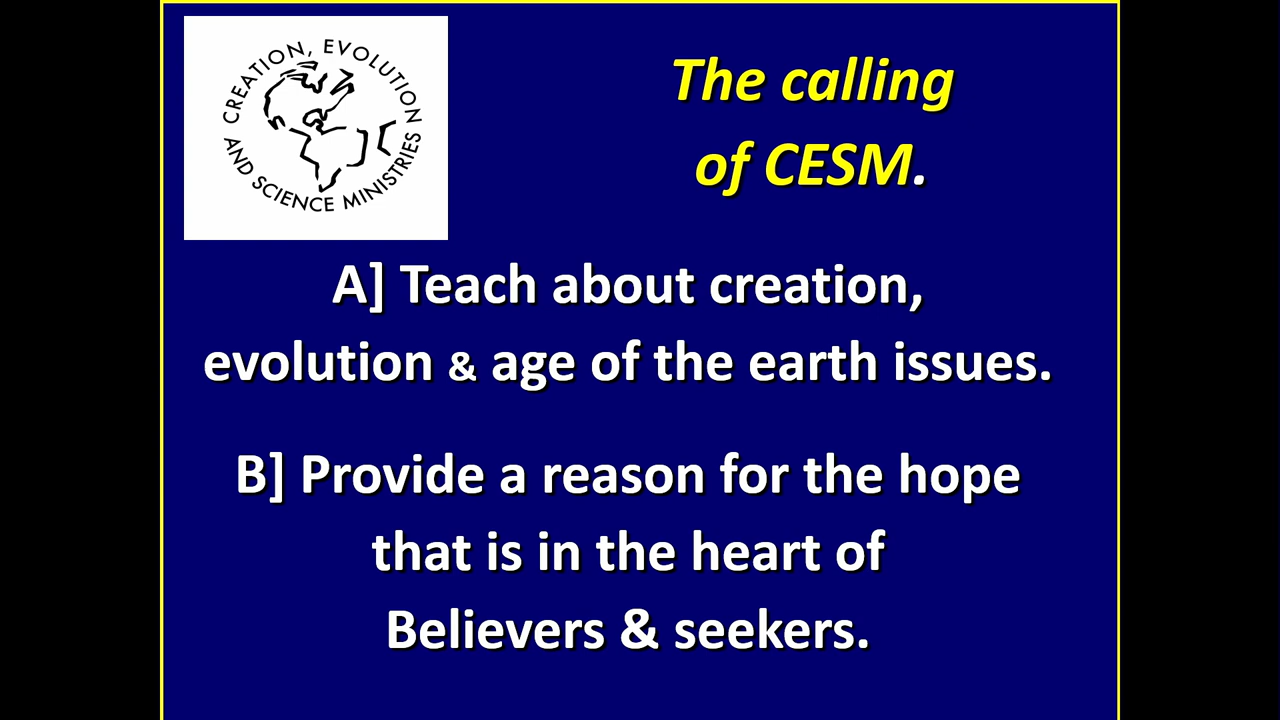 CREATION, EVOLUTION
AND SCIENCE MINISTRIES
The calling
of CESM.
A] Teach about creation,
evolution & age of the earth issues.
B] Provide a reason for the hope
that is in the heart of
Believers & seekers.